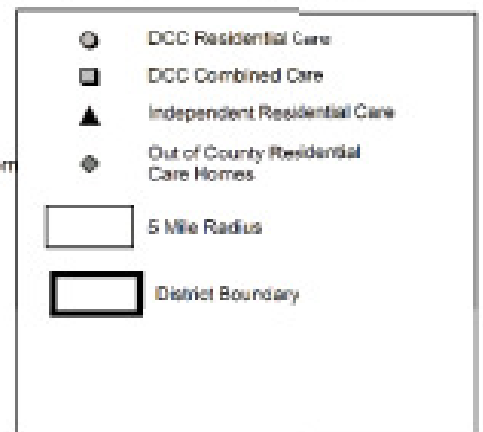 DCC Residential Care
DCC Combined Care
Independent Residential Care
Out of County Residential
Care Homes
5 Mile Radius
District Boundary